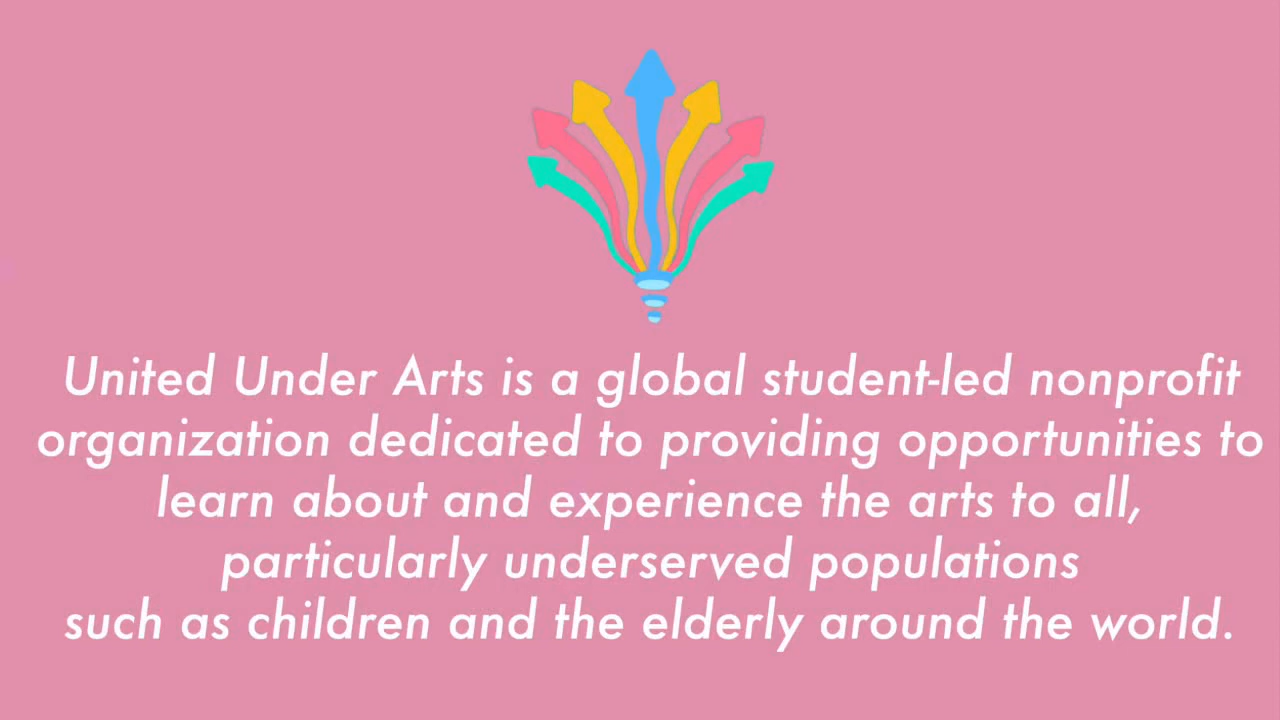 United Under Arts is a global student-led nonprofit
organization dedicated to providing opportunities to
learn about and experience the arts to all,
particularly underserved populations
such as children and the elderly around the world.